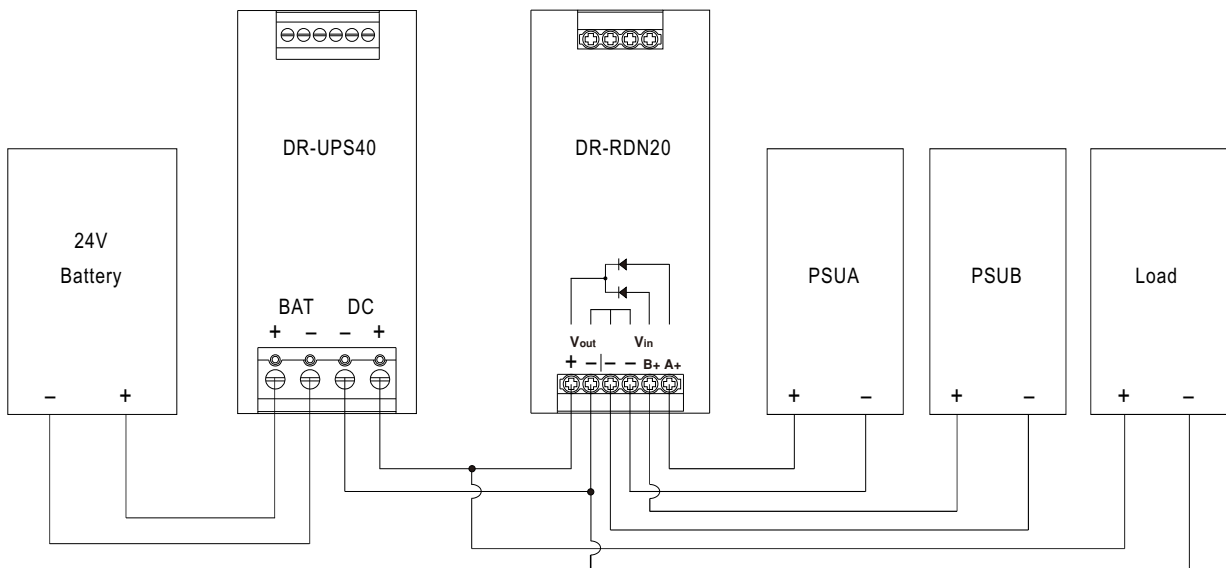 DR-UPS40
DR-RDN20
24V
Battery
PSUA
PSUB
Load
BAT DC
+ − − +
Vout Vin
+ −|− − B+ A+
− +
+ −
+ −
+ −